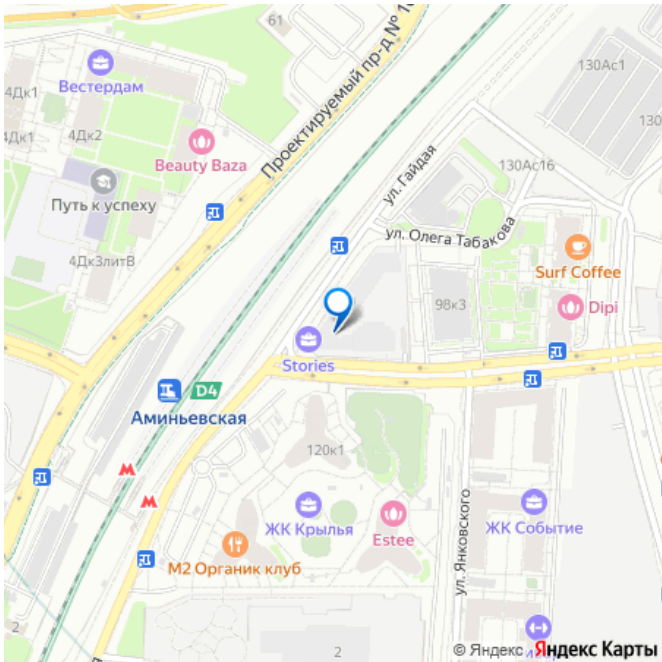 61
Проектируемый пр-д №
130Ас1
Вестердам
4Дк1
4Дк1
4Дк2
Beauty Baza
ул. Гайдая
130Ас16
Путь к успеху
ул. Олега Табакова
4Дк3литВ
Surf Coffee
98к3
Dipi
Stories
D4
Аминьевская
120к1
ЖК Крылья
Estee
ул. Янковского
ЖК Событие
М2 Органик клуб
2
2
© Яндекс Яндекс Карты